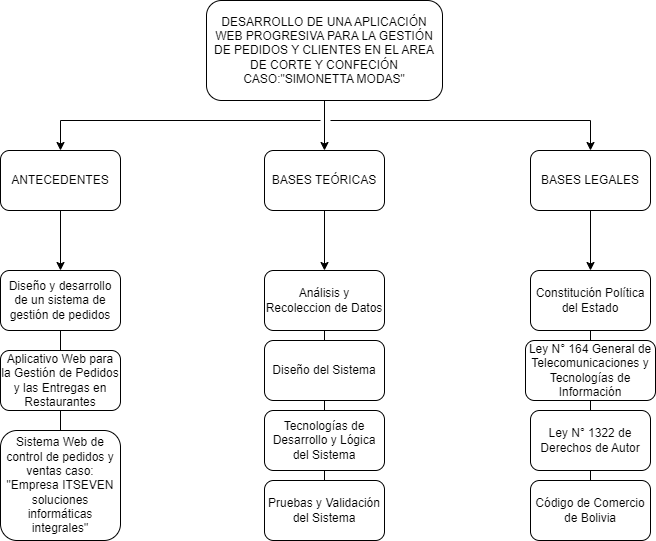 DESARROLLO DE UNA APLICACIÓN
WEB PROGRESIVA PARA LA GESTIÓN
DE PEDIDOS Y CLIENTES EN EL AREA
DE CORTE Y CONFECIÓN
CASO:"SIMONETTA MODAS"
ANTECEDENTES
BASES TEÓRICAS
BASES LEGALES
Diseño y desarrollo
de un sistema de
gestión de pedidos
Aplicativo Web para
la Gestión de Pedidos
y las Entregas en
Restaurantes
Sistema Web de
control de pedidos y
ventas caso:
"Empresa ITSEVEN
soluciones
informáticas
integrales"
Análisis y
Recoleccion de Datos
Diseño del Sistema
Tecnologías de
Desarrollo y Lógica
del Sistema
Pruebas y Validación
del Sistema
Constitución Política
del Estado
Ley N° 164 General de
Telecomunicaciones y
Tecnologías de
Información
Ley N° 1322 de
Derechos de Autor
Código de Comercio
de Bolivia